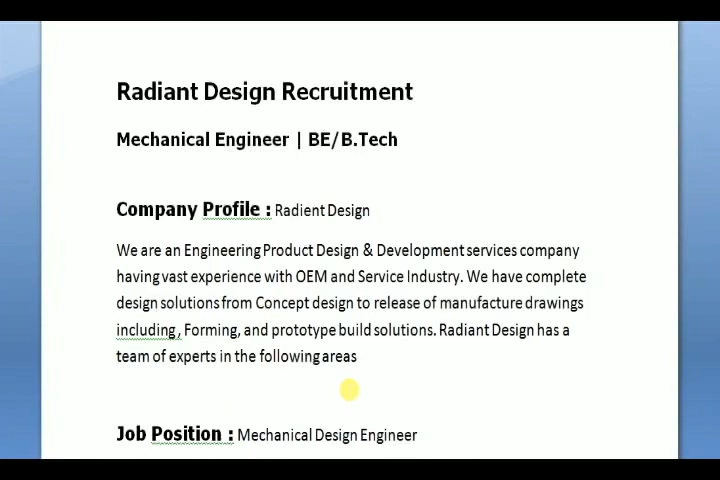 Radiant Design Recruitment
Mechanical Engineer | BE/B.Tech
Company Profile : Radient Design
We are an Engineering Product Design & Development services company
having vast experience with OEM and Service Industry. We have complete
design solutions from Concept design to release of manufacture drawings
including , Forming, and prototype build solutions. Radiant Design has a
team of experts in the following areas
Job Position : Mechanical Design Engineer